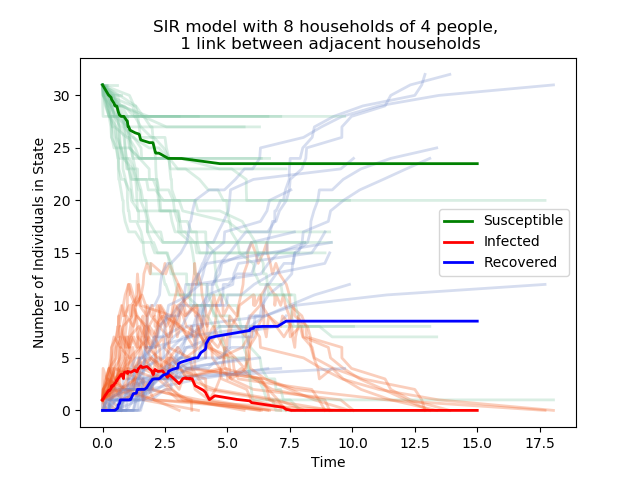 SIR model with 8 households of 4 people,
1 link between adjacent households
Number of Individuals in State
30
25
20
15
10
5
0
Susceptible
Infected
Recovered
0.0 2.5 5.0 7.5 10.0 12.5 15.0 17.5
Time